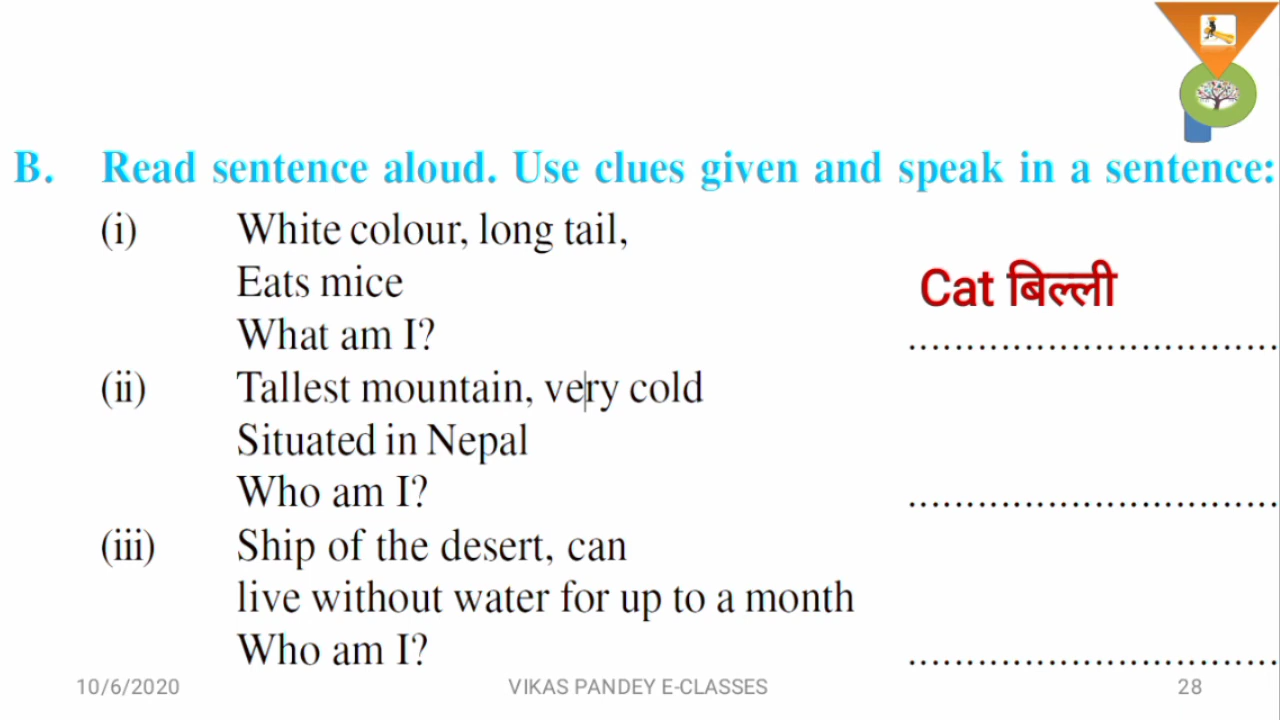 B. Read sentence aloud. Use clues given and speak in a sentence:
(i) White colour, long tail,
Eats mice
Cat बिल्ली
What am I? ................................
(ii) Tallest mountain, very cold
Situated in Nepal
Who am I? ................................
(iii) Ship of the desert, can
live without water for up to a month
Who am I? ................................
10/6/2020 VIKAS PANDEY E-CLASSES 28